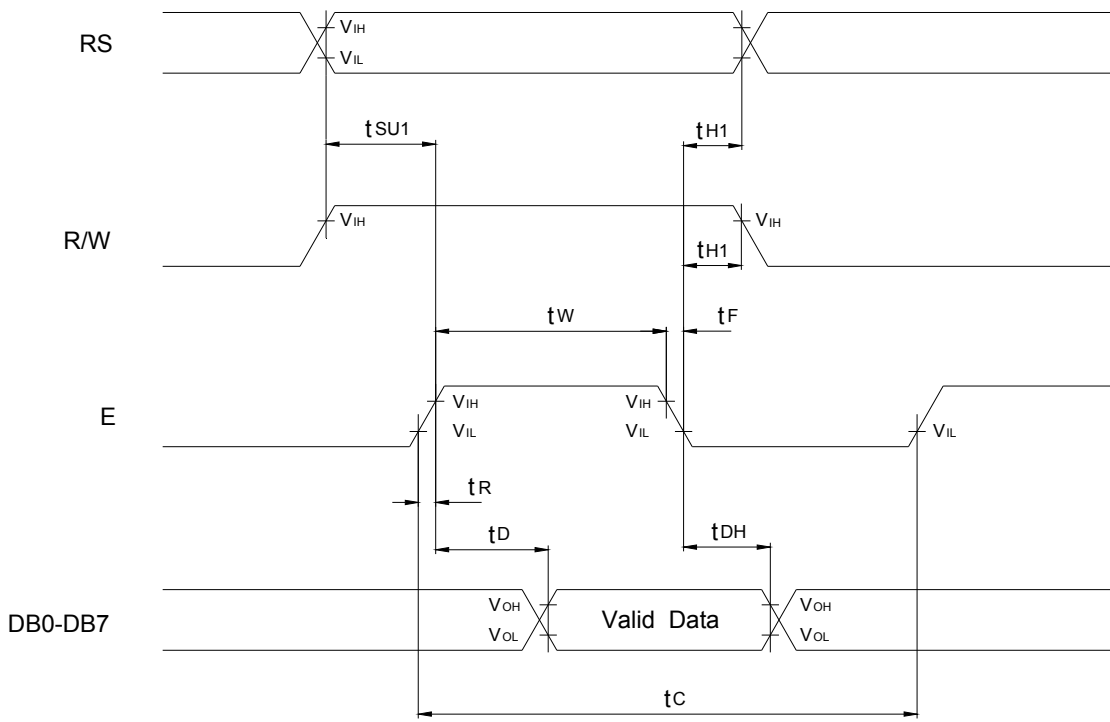 RS
VIH
VIL
tSU1
tH1
R/W
VIH
VIH
tH1
tW
tF
E
VIH
VIH
VIL
VIL
VIL
tR
tD
tDH
DB0-DB7
VOH
Valid Data
VOH
VOL
VOL
tC